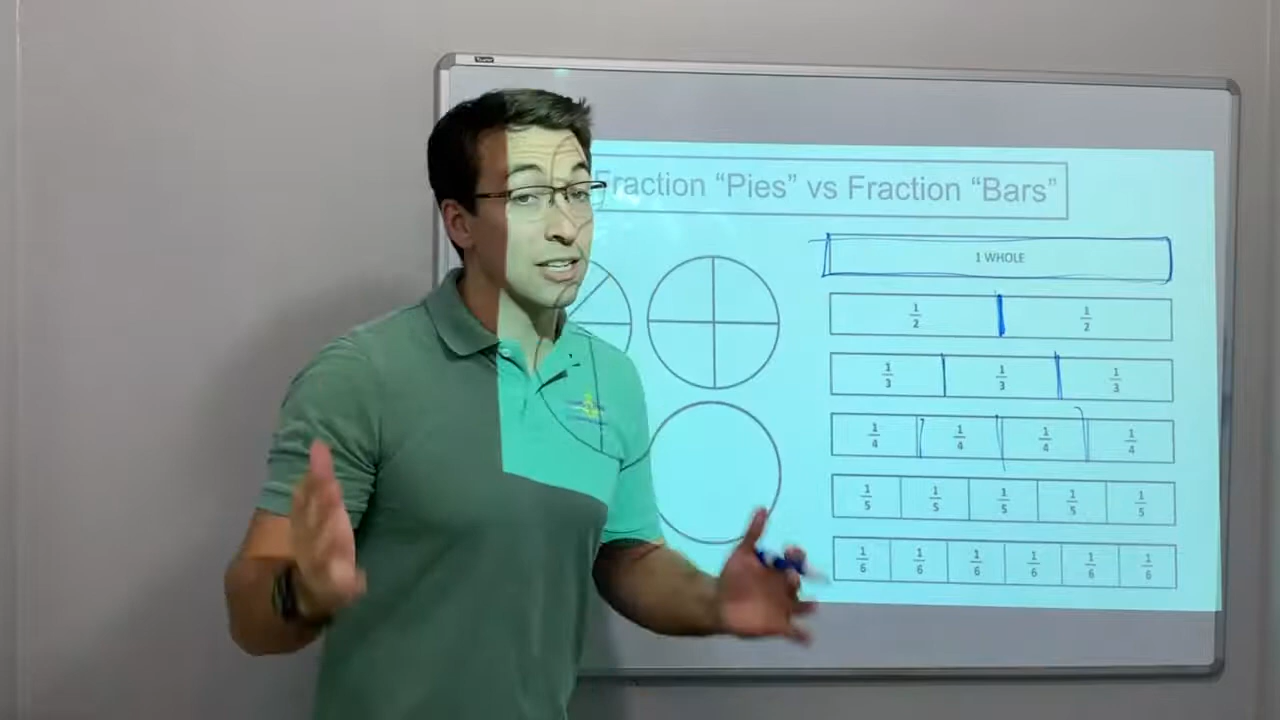 Fraction “Pies” vs Fraction “Bars”
1 WHOLE
1/2 1/2
1/3 1/3 1/3
1/4 1/4 1/4 1/4
1/5 1/5 1/5 1/5 1/5
1/6 1/6 1/6 1/6 1/6 1/6